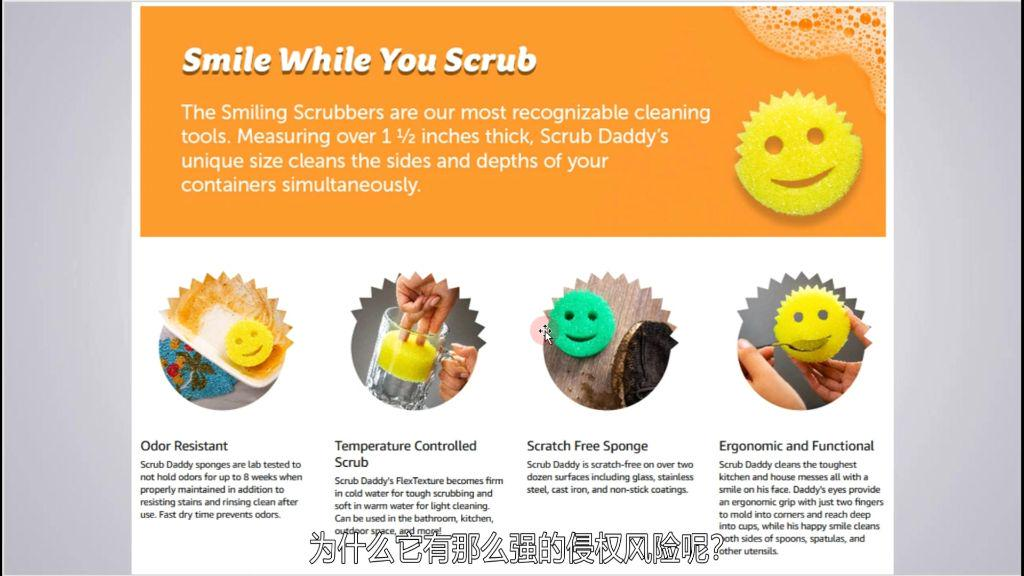 Smile While You Scrub
The Smiling Scrubbers are our most recognizable cleaning
tools. Measuring over 1 ½ inches thick, Scrub Daddy's
unique size cleans the sides and depths of your
containers simultaneously.
Odor Resistant
Scrub Daddy sponges are lab tested to
not hold odors for up to 8 weeks when
properly maintained in addition to
resisting stains and rinsing clean after
use. Fast dry time prevents odors.
Temperature Controlled
Scrub
Scrub Daddy's FlexTexture becomes firm
in cold water for tough scrubbing and
soft in warm water for light cleaning.
Can be used in the bathroom, kitchen,
outdoor space, and more!
Scratch Free Sponge
Scrub Daddy is scratch-free on over two
dozen surfaces including glass, stainless
steel, cast iron, and non-stick coatings.
Ergonomic and Functional
Scrub Daddy cleans the toughest
kitchen and house messes all with a
smile on his face. Daddy's eyes provide
an ergonomic grip with just two fingers
to mold into corners and reach deep
into cups, while his happy smile cleans
both sides of spoons, spatulas, and
other utensils.
为什么它有那么强的侵权风险呢?